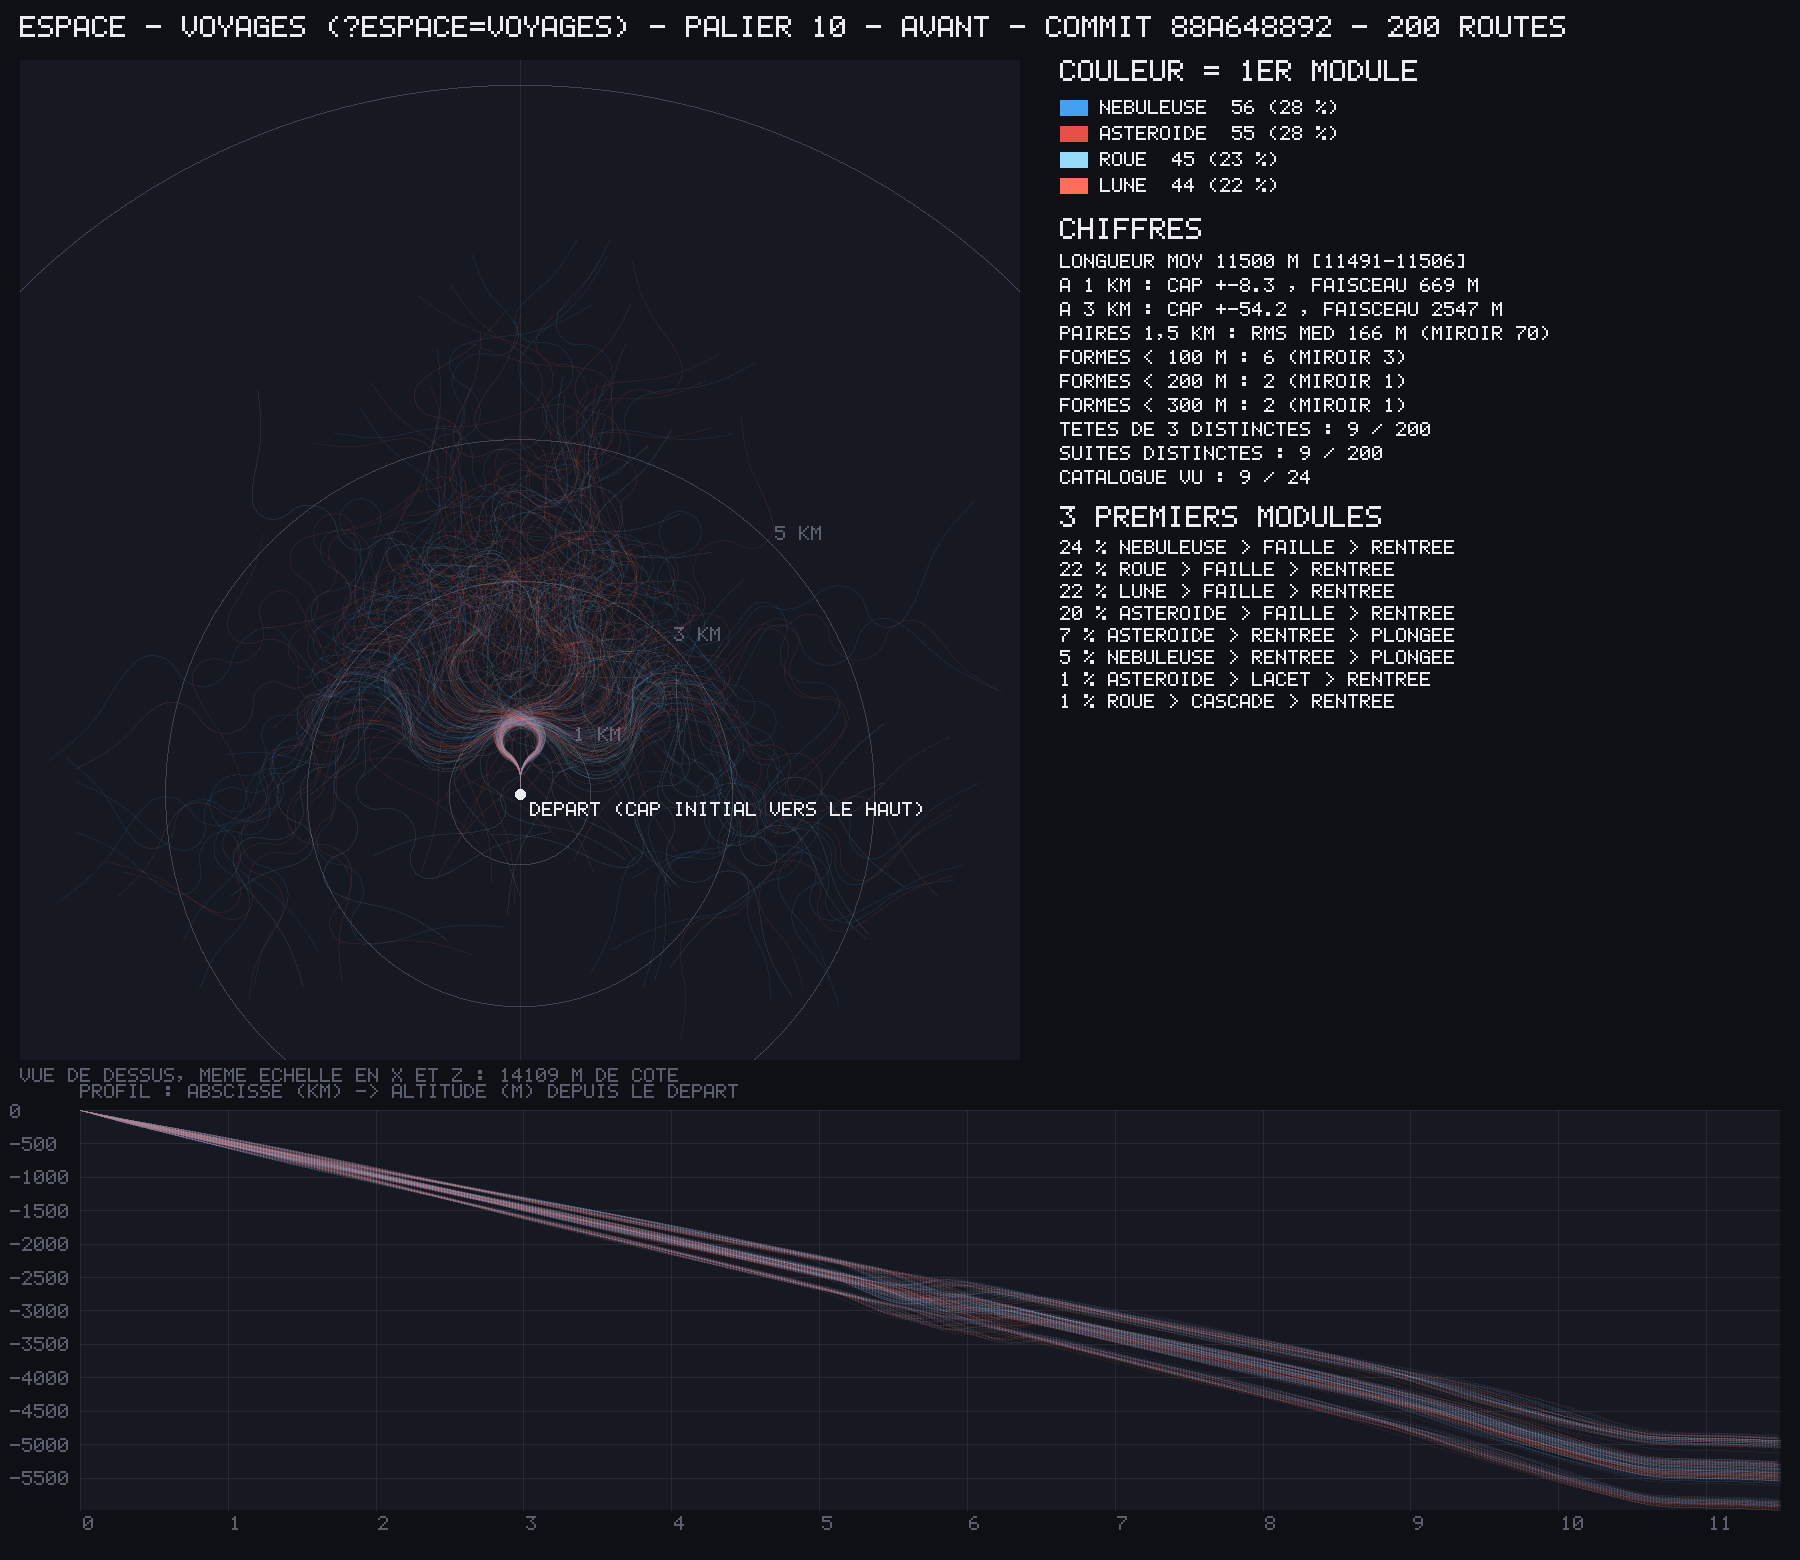 ESPACE - VOYAGES (?ESPACE=VOYAGES) - PALIER 10 - AVANT - COMMIT 88A648892 - 200 ROUTES
COULEUR = 1ER MODULE
NEBULEUSE 56 (28 %)
ASTEROIDE 55 (28 %)
ROUE 45 (23 %)
LUNE 44 (22 %)
CHIFFRES
LONGUEUR MOY 11500 M [11491-11506]
A 1 KM : CAP +-8.3 , FAISCEAU 669 M
A 3 KM : CAP +-54.2 , FAISCEAU 2547 M
PAIRES 1,5 KM : RMS MED 166 M (MIROIR 70)
FORMES < 100 M : 6 (MIROIR 3)
FORMES < 200 M : 2 (MIROIR 1)
FORMES < 300 M : 2 (MIROIR 1)
TETES DE 3 DISTINCTES : 9 / 200
SUITES DISTINCTES : 9 / 200
CATALOGUE VU : 9 / 24
3 PREMIERS MODULES
24 % NEBULEUSE > FAILLE > RENTREE
22 % ROUE > FAILLE > RENTREE
22 % LUNE > FAILLE > RENTREE
20 % ASTEROIDE > FAILLE > RENTREE
7 % ASTEROIDE > RENTREE > PLONGEE
5 % NEBULEUSE > RENTREE > PLONGEE
1 % ASTEROIDE > LACET > RENTREE
1 % ROUE > CASCADE > RENTREE
5 KM
3 KM
1 KM
DEPART (CAP INITIAL VERS LE HAUT)
VUE DE DESSUS, MEME ECHELLE EN X ET Z : 14109 M DE COTE
PROFIL : ABSCISSE (KM) -> ALTITUDE (M) DEPUIS LE DEPART
0
-500
-1000
-1500
-2000
-2500
-3000
-3500
-4000
-4500
-5000
-5500
0 1 2 3 4 5 6 7 8 9 10 11